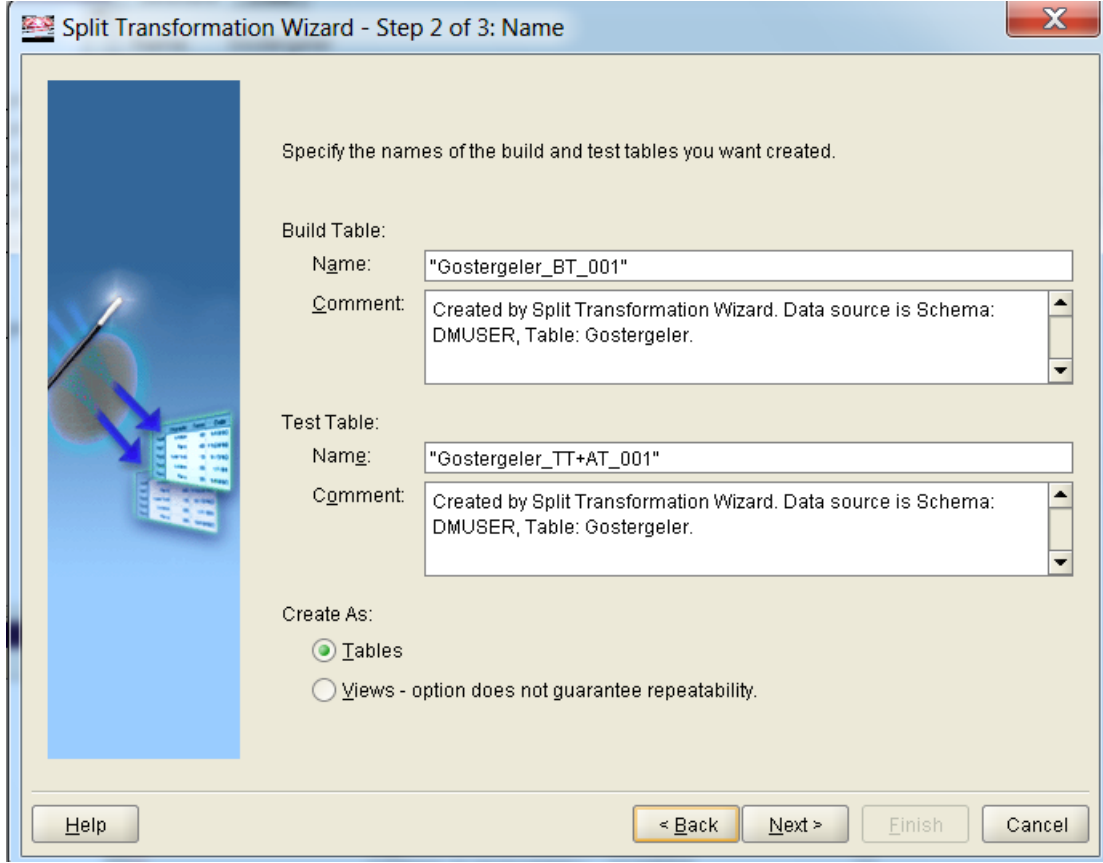 Split Transformation Wizard - Step 2 of 3: Name
X
Specify the names of the build and test tables you want created.
Build Table:
Name:
"Gostergeler_BT_001"
Comment:
Created by Split Transformation Wizard. Data source is Schema:
DMUSER, Table: Gostergeler.
Test Table:
Name:
"Gostergeler_TT+AT_001"
Comment:
Created by Split Transformation Wizard. Data source is Schema:
DMUSER, Table: Gostergeler.
Create As:
Tables
Views - option does not guarantee repeatability.
Help
< Back
Next >
Finish
Cancel